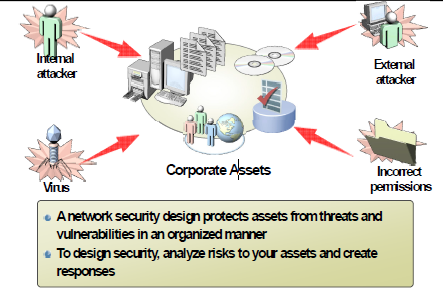 Internal
attacker
External
attacker
Virus
Corporate Assets
Incorrect
permissions
A network security design protects assets from threats and
vulnerabilities in an organized manner
To design security, analyze risks to your assets and create
responses